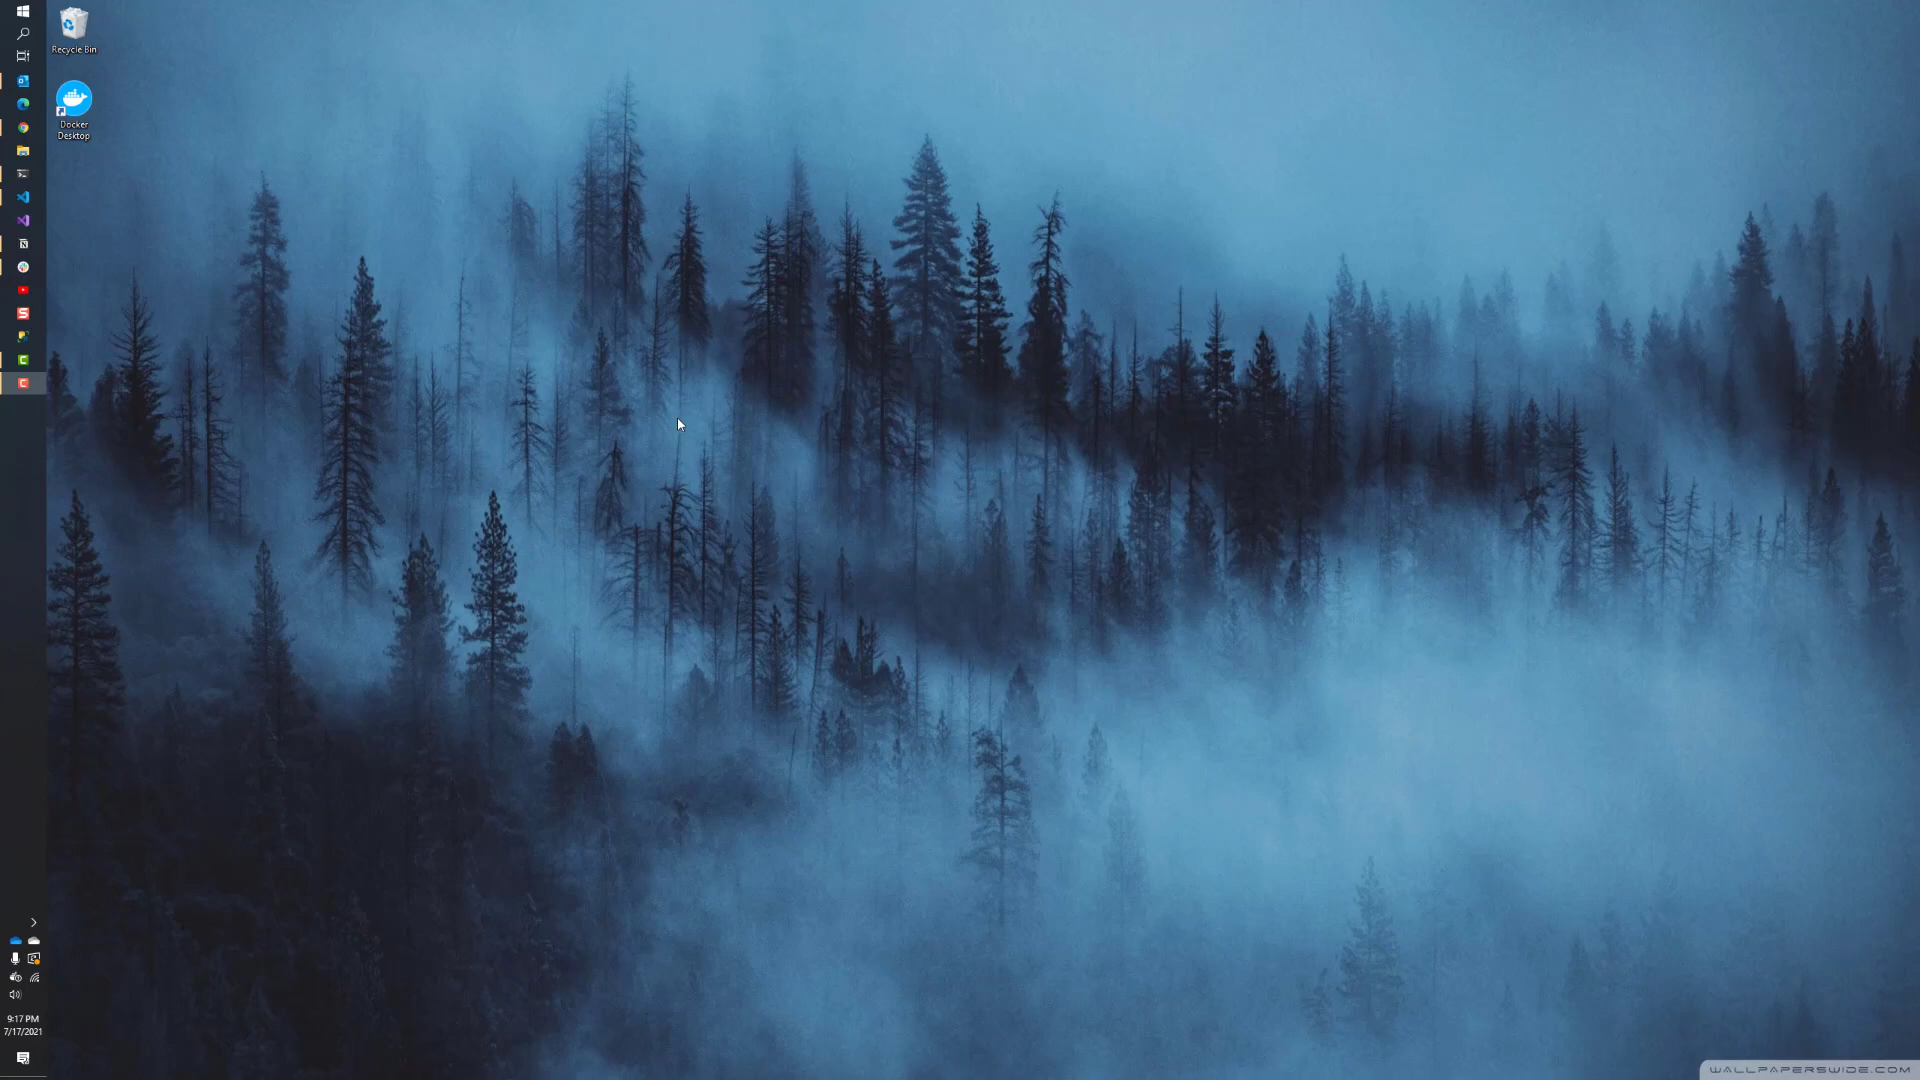 Recycle Bin
Docker
Desktop
9:17 PM
7/17/2021
WALLPAPERSWIDE.COM